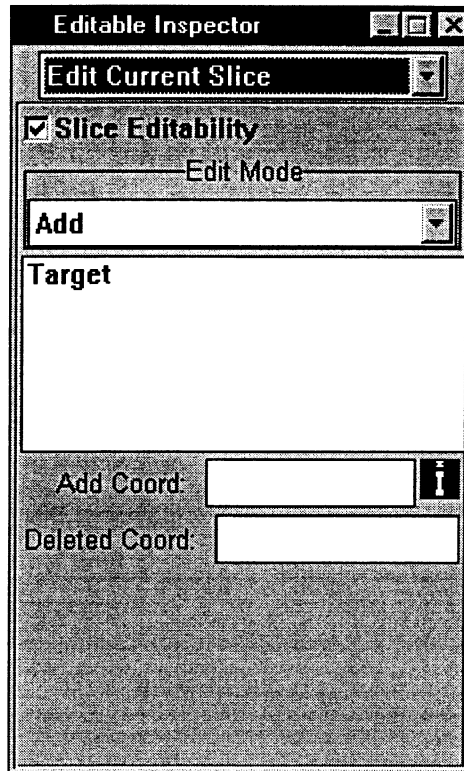 Editable Inspector
Edit Current Slice
Slice Editability
Edit Mode
Add
Target
Add Coord:
Deleted Coord: